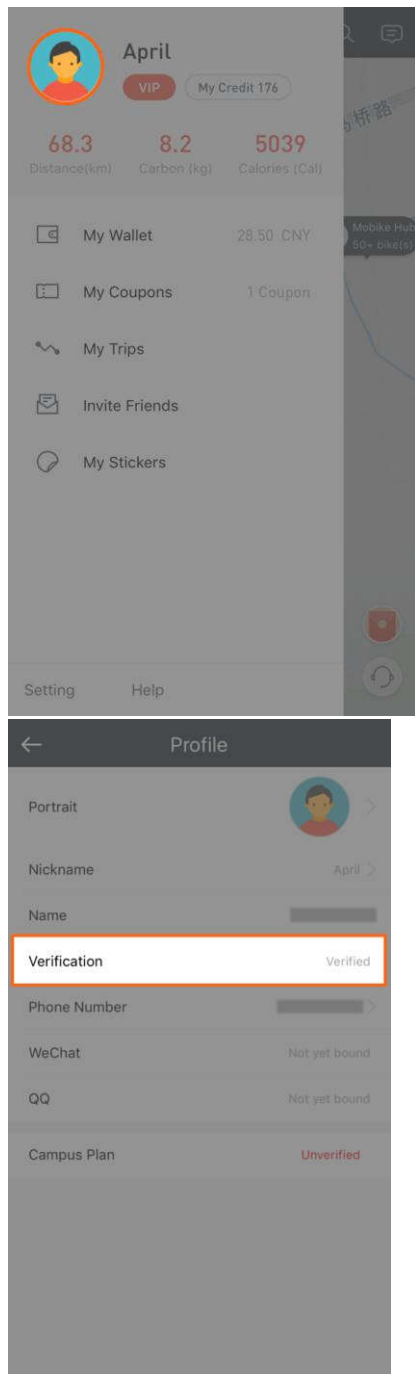 April
VIP My Credit 176
68.3 8.2 5039
Distance(km) Carbon (kg) Calories (Cal)
桥路
Mobike Hub
50+ bike(s)
My Wallet 28.50 CNY
My Coupons 1 Coupon
My Trips
Invite Friends
My Stickers
Setting Help
Profile
Portrait
Nickname April
Name
Verification Verified
Phone Number
WeChat Not yet bound
QQ Not yet bound
Campus Plan Unverified